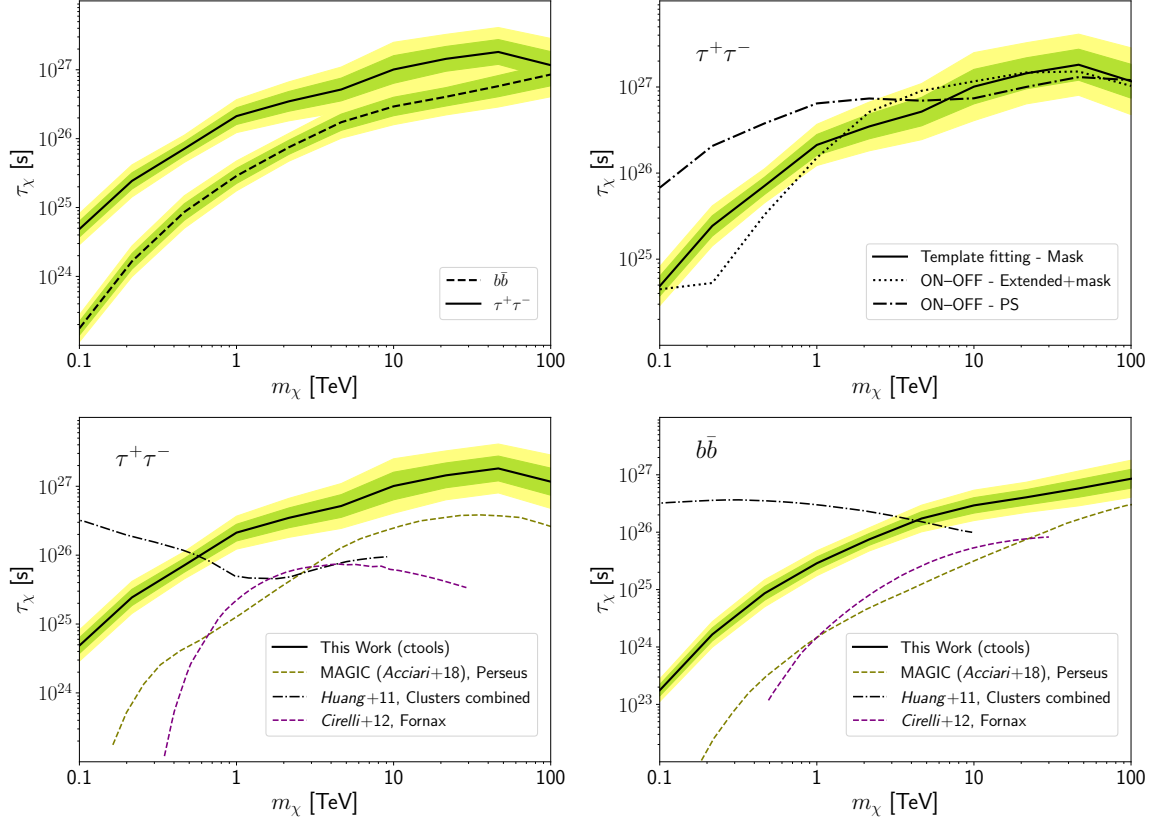 τ_χ [s]
10^27
10^26
10^25
10^24
b b̄
τ^+τ^-
0.1 1 10 100
m_χ [TeV]
τ_χ [s]
τ^+τ^-
10^27
10^26
10^25
Template fitting - Mask
ON–OFF - Extended+mask
ON–OFF - PS
0.1 1 10 100
m_χ [TeV]
τ_χ [s]
τ^+τ^-
10^27
10^26
10^25
10^24
This Work (ctools)
MAGIC (Acciari+18), Perseus
Huang+11, Clusters combined
Cirelli+12, Fornax
0.1 1 10 100
m_χ [TeV]
τ_χ [s]
b b̄
10^27
10^26
10^25
10^24
10^23
This Work (ctools)
MAGIC (Acciari+18), Perseus
Huang+11, Clusters combined
Cirelli+12, Fornax
0.1 1 10 100
m_χ [TeV]